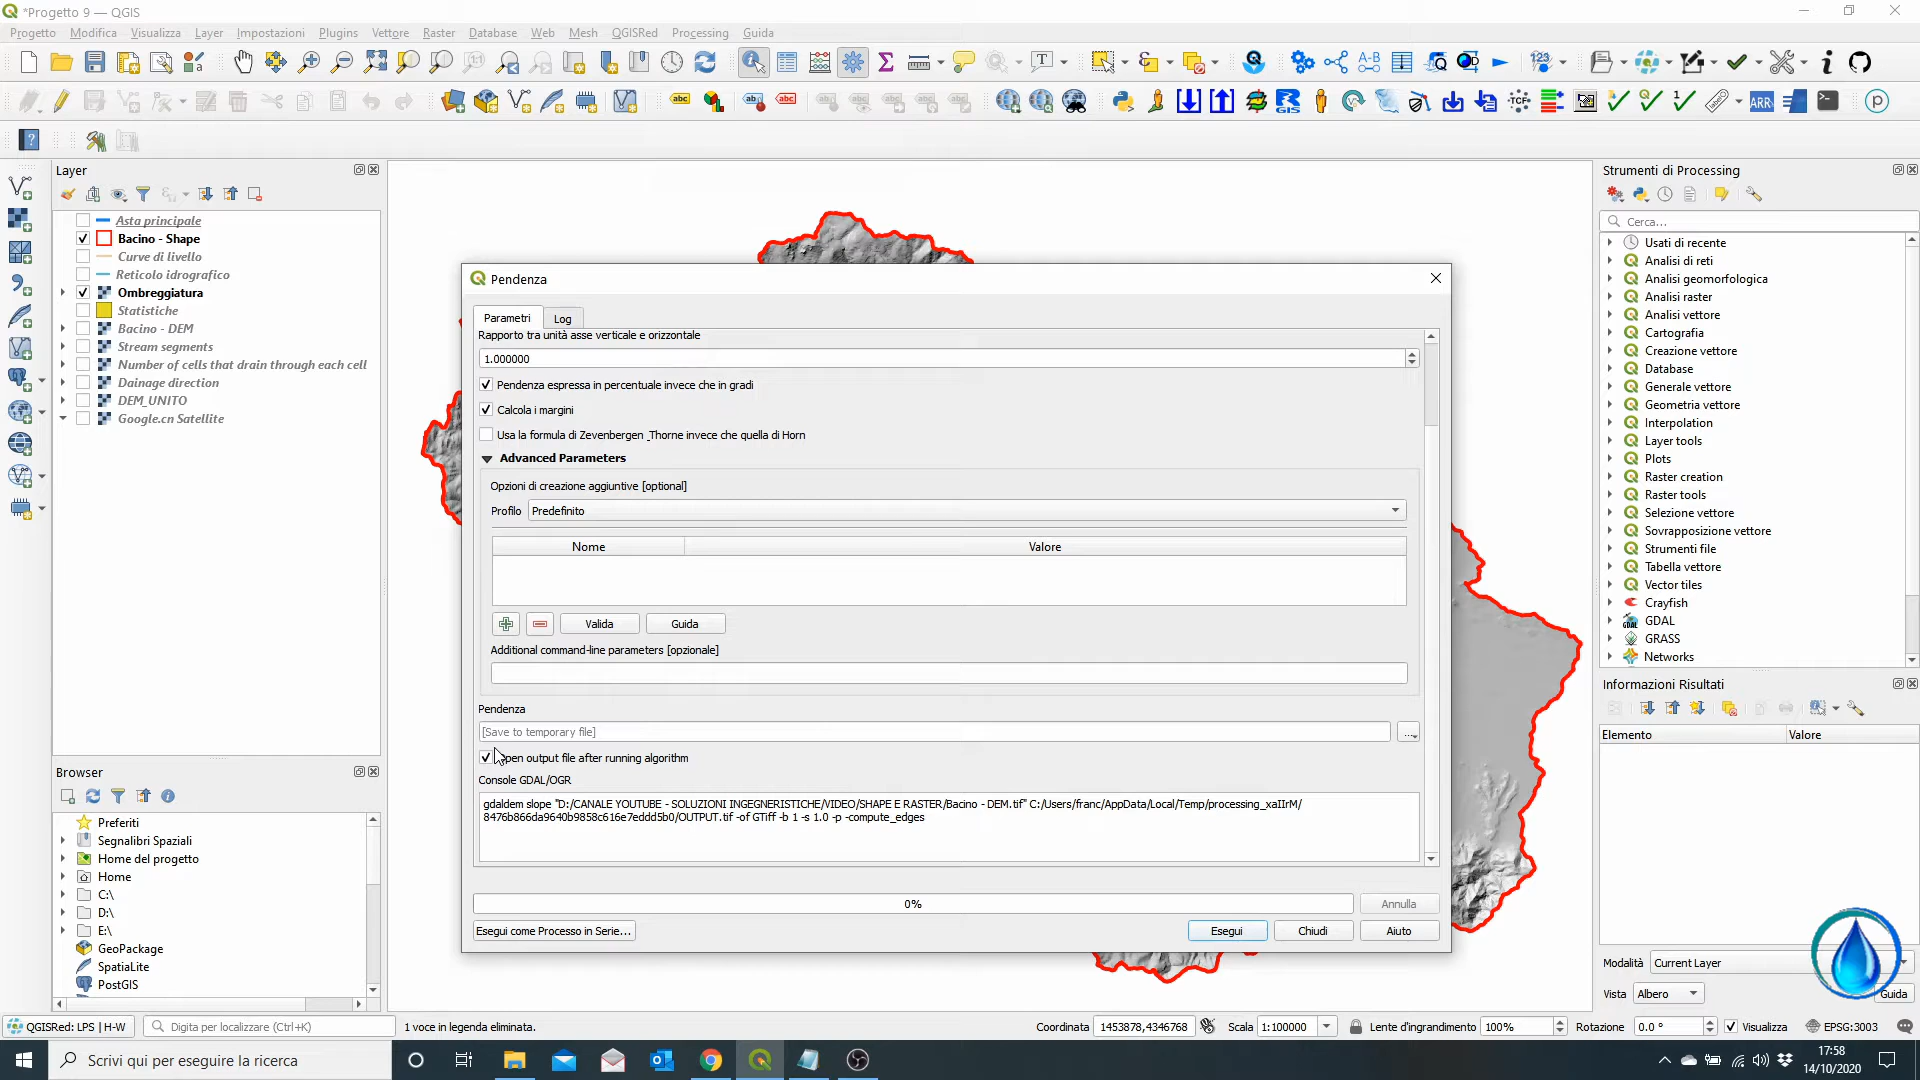 *Progetto 9 — QGIS
Progetto Modifica Visualizza Layer Impostazioni Plugins Vettore Raster Database Web Mesh QGISRed Processing Guida
Layer
Asta principale
Bacino - Shape
Curve di livello
Reticolo idrografico
Ombreggiatura
Statistiche
Bacino - DEM
Stream segments
Number of cells that drain through each cell
Dainage direction
DEM_UNITO
Google.cn Satellite
Browser
Preferiti
Segnalibri Spaziali
Home del progetto
Home
C:\
D:\
E:\
GeoPackage
SpatiaLite
PostGIS
Pendenza
Parametri Log
Rapporto tra unità asse verticale e orizzontale
1.000000
Pendenza espressa in percentuale invece che in gradi
Calcola i margini
Usa la formula di Zevenbergen _Thorne invece che quella di Horn
Advanced Parameters
Opzioni di creazione aggiuntive [optional]
Profilo Predefinito
Nome Valore
Valida Guida
Additional command-line parameters [opzionale]
Pendenza
[Save to temporary file]
...
pen output file after running algorithm
Console GDAL/OGR
gdaldem slope "D:/CANALE YOUTUBE - SOLUZIONI INGEGNERISTICHE/VIDEO/SHAPE E RASTER/Bacino - DEM.tif" C:/Users/franc/AppData/Local/Temp/processing_xaIIrM/
8476b866da9640b9858c616e7eddd5b0/OUTPUT.tif -of GTiff -b 1 -s 1.0 -p -compute_edges
0%
Annulla
Esegui come Processo in Serie...
Esegui Chiudi Aiuto
Strumenti di Processing
Cerca...
Usati di recente
Analisi di reti
Analisi geomorfologica
Analisi raster
Analisi vettore
Cartografia
Creazione vettore
Database
Generale vettore
Geometria vettore
Interpolation
Layer tools
Plots
Raster creation
Raster tools
Selezione vettore
Sovrapposizione vettore
Strumenti file
Tabella vettore
Vector tiles
Crayfish
GDAL
GRASS
Networks
Informazioni Risultati
Elemento Valore
Modalità Current Layer
Vista Albero Guida
QGISRed: LPS | H-W Digita per localizzare (Ctrl+K) 1 voce in legenda eliminata. Coordinata 1453878,4346768 Scala 1:100000 Lente d'ingrandimento 100% Rotazione 0.0 ° Visualizza EPSG:3003
Scrivi qui per eseguire la ricerca
17:58
14/10/2020